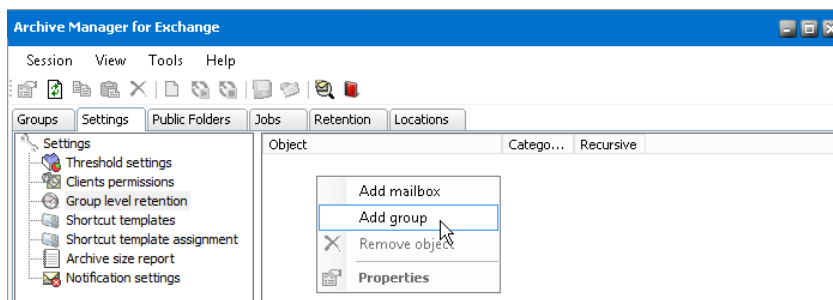 Archive Manager for Exchange
Session View Tools Help
Groups Settings Public Folders Jobs Retention Locations
Settings
Threshold settings
Clients permissions
Group level retention
Shortcut templates
Shortcut template assignment
Archive size report
Notification settings
Object Catego... Recursive
Add mailbox
Add group
Remove object
Properties